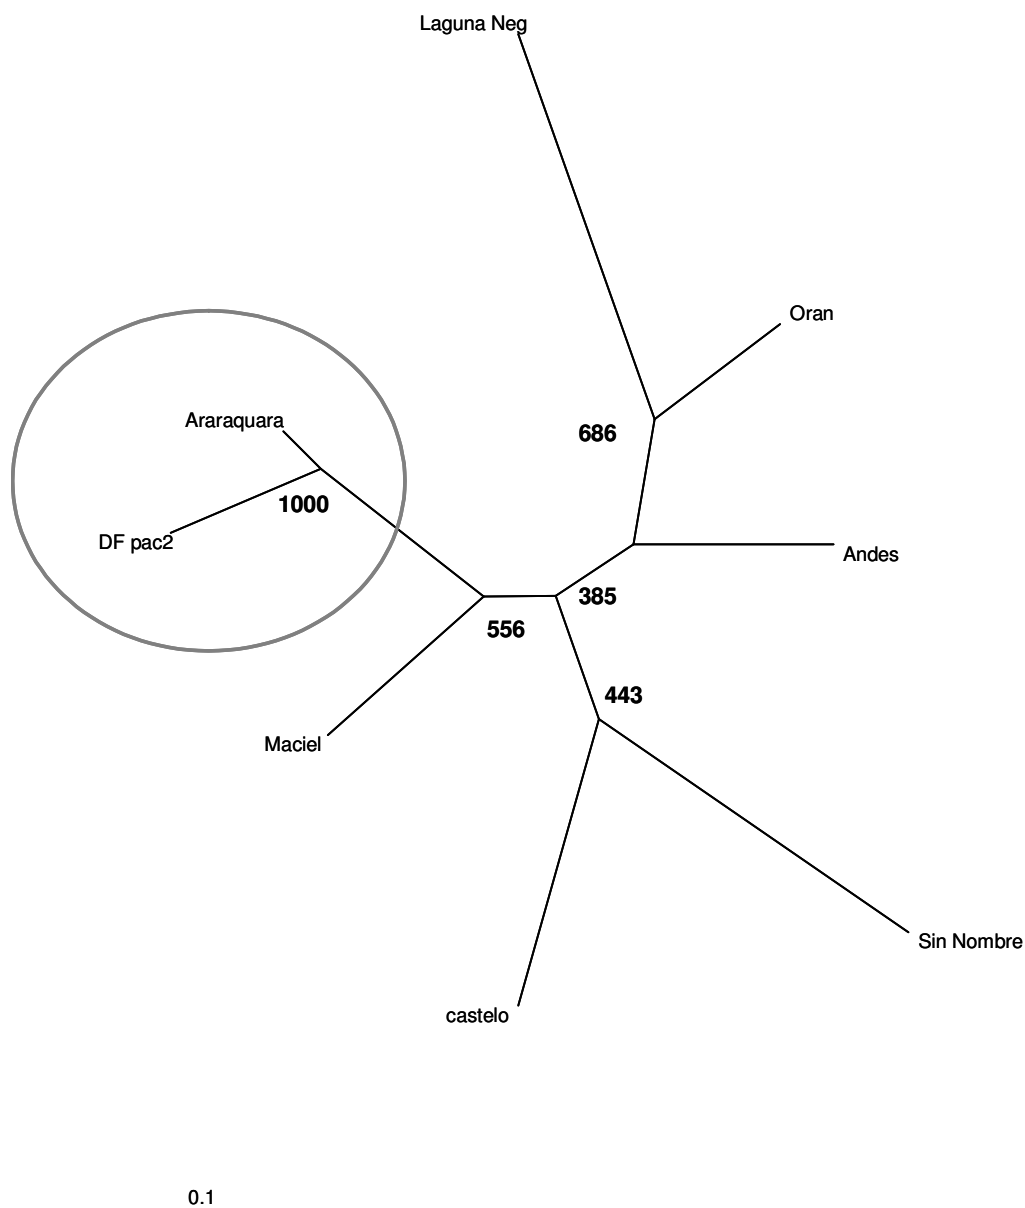 Laguna Neg
Oran
Araraquara
686
1000
DF pac2
Andes
385
556
443
Maciel
Sin Nombre
castelo
0.1